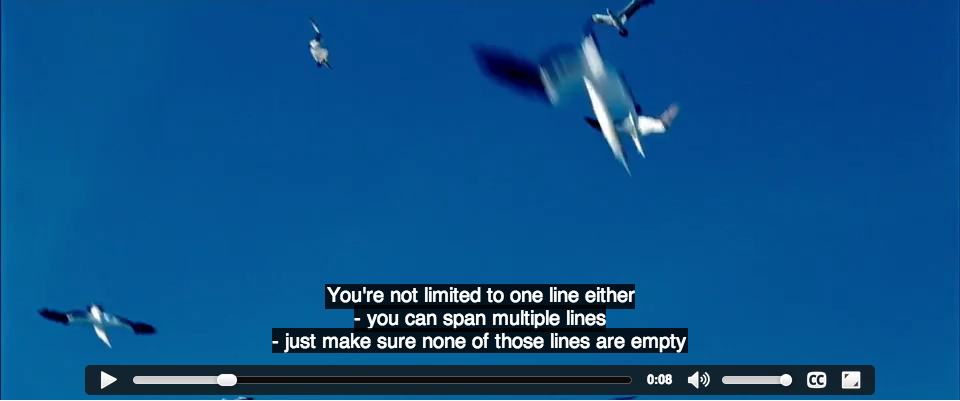 You're not limited to one line either
- you can span multiple lines
- just make sure none of those lines are empty
0:08
CC